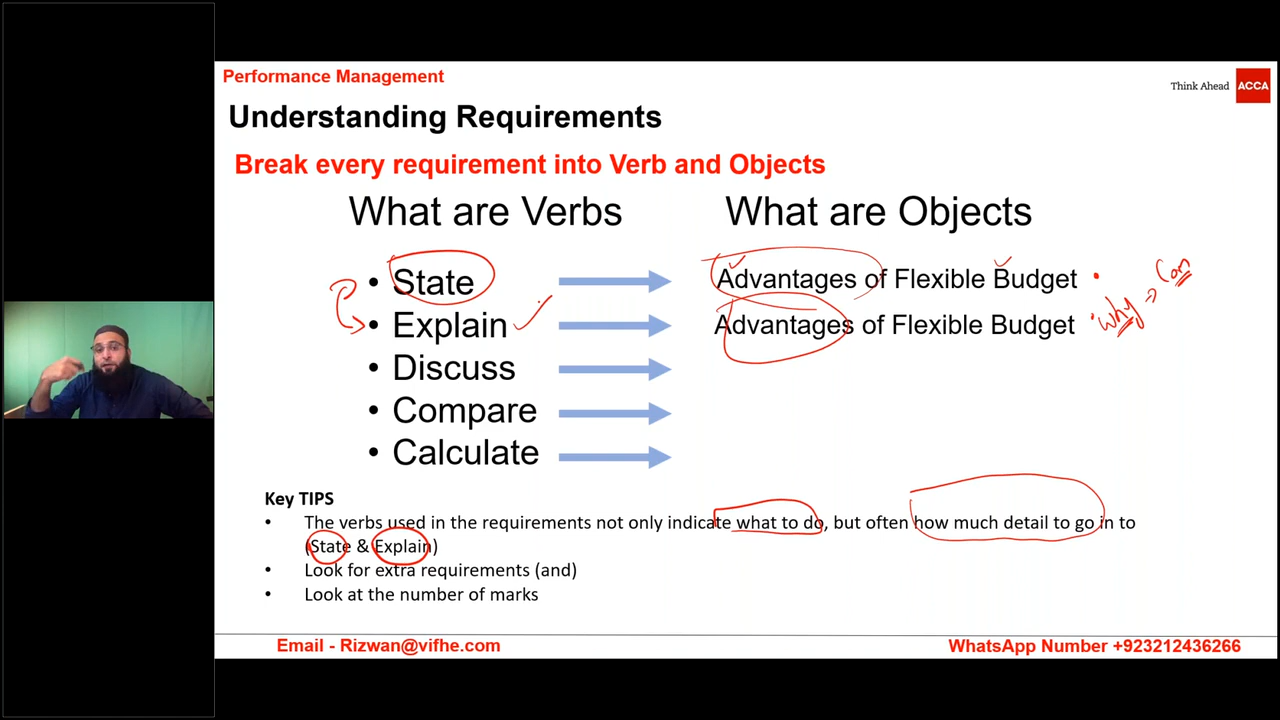 Performance Management
Think Ahead ACCA
Understanding Requirements
Break every requirement into Verb and Objects
What are Verbs What are Objects
• State Advantages of Flexible Budget
• Explain Advantages of Flexible Budget why
• Discuss
• Compare
• Calculate
Key TIPS
• The verbs used in the requirements not only indicate what to do, but often how much detail to go in to
(State & Explain)
• Look for extra requirements (and)
• Look at the number of marks
Email - Rizwan@vifhe.com WhatsApp Number +923212436266